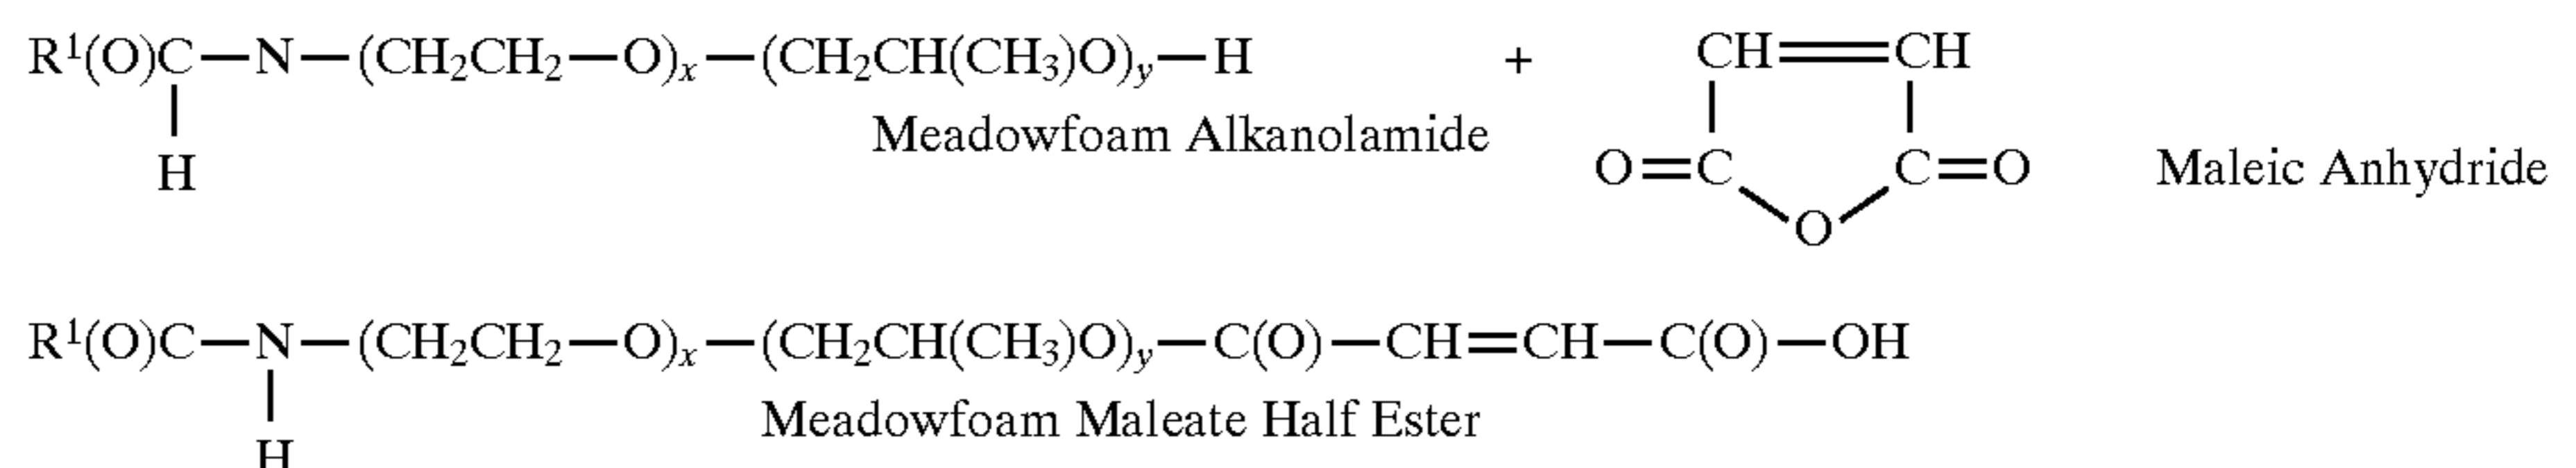 R¹(O)C—N—(CH₂CH₂—O)ₓ—(CH₂CH(CH₃)O)ᵧ—H + CH═CH
Meadowfoam Alkanolamide
H O═C C═O Maleic Anhydride
O
R¹(O)C—N—(CH₂CH₂—O)ₓ—(CH₂CH(CH₃)O)ᵧ—C(O)—CH═CH—C(O)—OH
Meadowfoam Maleate Half Ester
H